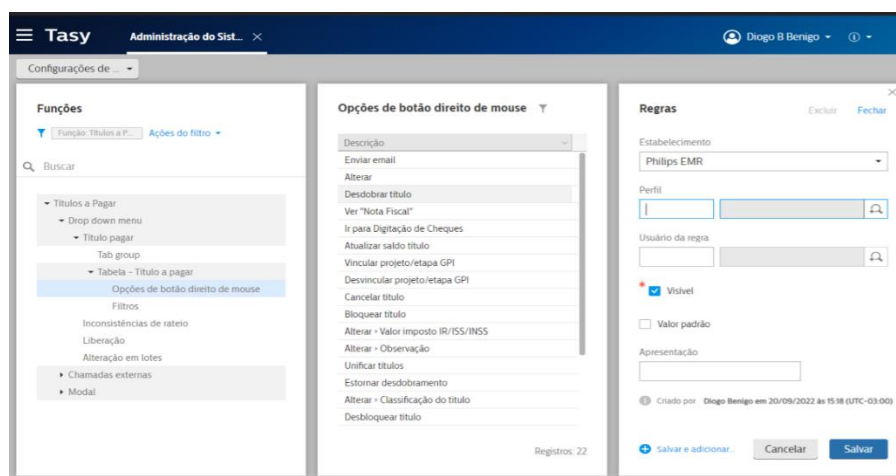 Tasy
Administração do Sist...
Diogo B Benigo
Configurações de ...
Funções
Função: Títulos a P...
Ações do filtro
Buscar
Títulos a Pagar
Drop down menu
Título pagar
Tab group
Tabela - Título a pagar
Opções de botão direito de mouse
Filtros
Inconsistências de rateio
Liberação
Alteração em lotes
Chamadas externas
Modal
Opções de botão direito de mouse
Descrição
Enviar email
Alterar
Desdobrar título
Ver "Nota Fiscal"
Ir para Digitação de Cheques
Atualizar saldo título
Vincular projeto/etapa GPI
Desvincular projeto/etapa GPI
Cancelar título
Bloquear título
Alterar > Valor imposto IR/ISS/INSS
Alterar > Observação
Unificar títulos
Estornar desdobramento
Alterar > Classificação do título
Desbloquear título
Registros: 22
Regras
Excluir
Fechar
Estabelecimento
Philips EMR
Perfil
Usuário da regra
* Visível
Valor padrão
Apresentação
Criado por Diogo Benigo em 20/09/2022 às 15:18 (UTC-03:00)
Salvar e adicionar...
Cancelar
Salvar